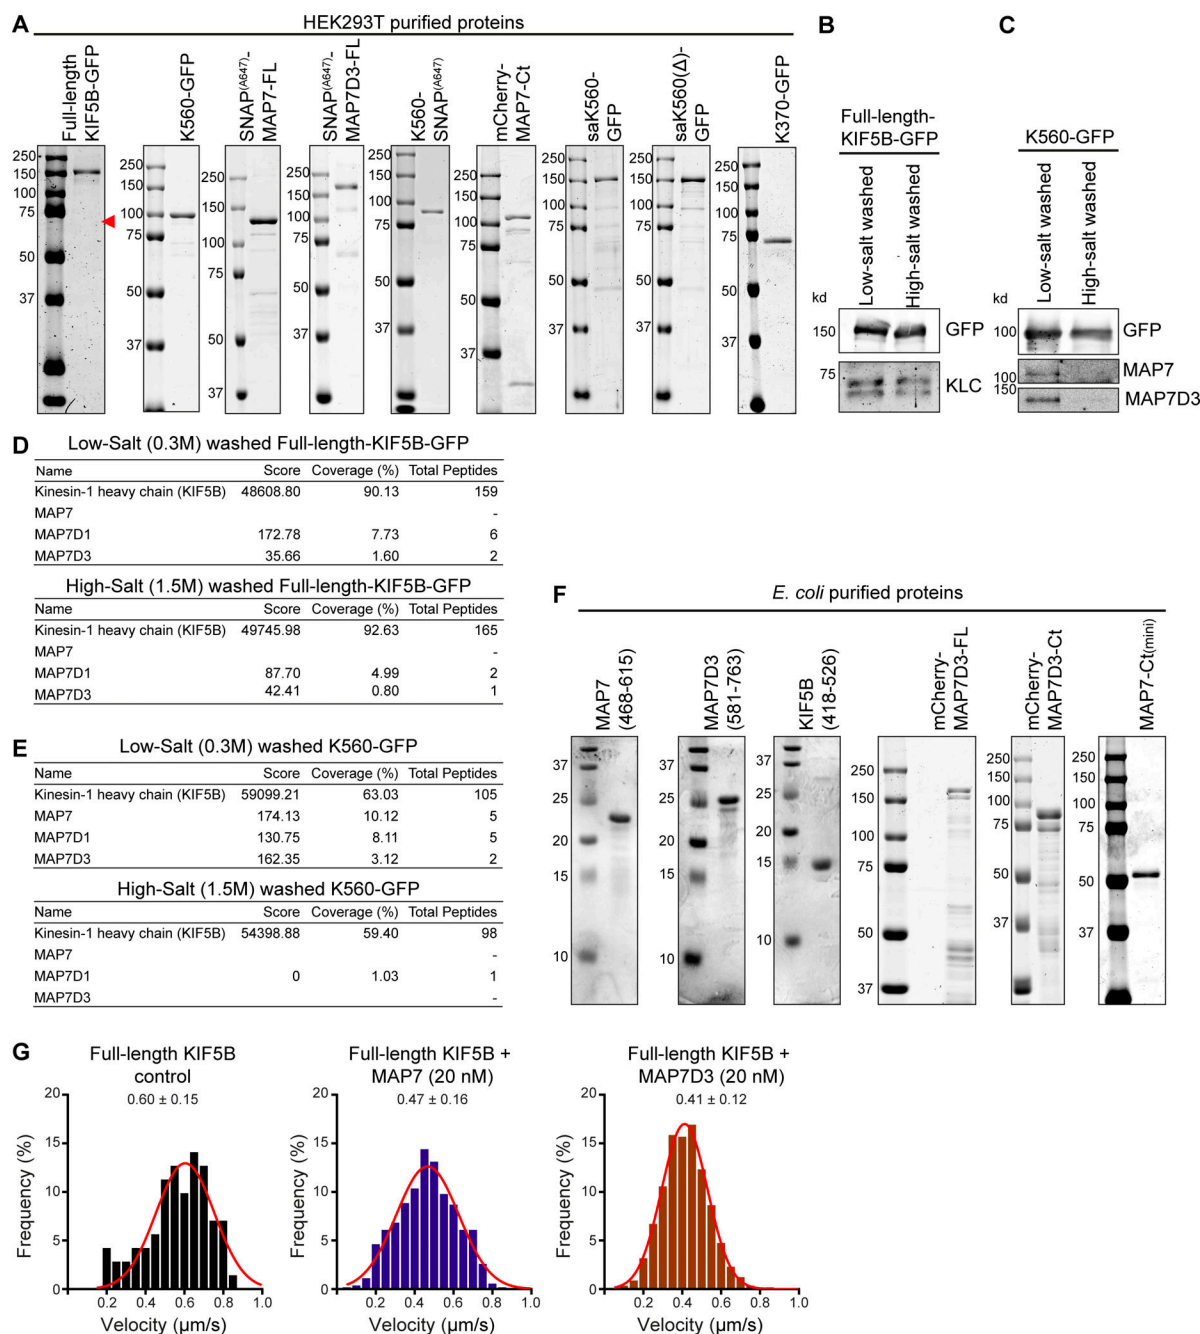 A
HEK293T purified proteins
Full-length
KIF5B-GFP
K560-GFP
SNAP(A647)-
MAP7-FL
SNAP(A647)-
MAP7D3-FL
K560-
SNAP(A647)
mCherry-
MAP7-Ct
saK560-
GFP
saK560(Δ)-
GFP
K370-GFP
250
150
100
75
50
37
250
150
100
75
50
37
250
150
100
75
50
37
250
150
100
75
50
37
250
150
100
75
50
37
250
150
100
75
50
37
250
150
100
75
50
37
250
150
100
75
50
37
250
150
100
75
50
37
B
Full-length-
KIF5B-GFP
Low-salt washed
High-salt washed
kd
150
GFP
75
KLC
C
K560-GFP
Low-salt washed
High-salt washed
kd
100
GFP
100
MAP7
150
MAP7D3
D
Low-Salt (0.3M) washed Full-length-KIF5B-GFP
Name Score Coverage (%) Total Peptides
Kinesin-1 heavy chain (KIF5B) 48608.80 90.13 159
MAP7 -
MAP7D1 172.78 7.73 6
MAP7D3 35.66 1.60 2
High-Salt (1.5M) washed Full-length-KIF5B-GFP
Name Score Coverage (%) Total Peptides
Kinesin-1 heavy chain (KIF5B) 49745.98 92.63 165
MAP7 -
MAP7D1 87.70 4.99 2
MAP7D3 42.41 0.80 1
E
Low-Salt (0.3M) washed K560-GFP
Name Score Coverage (%) Total Peptides
Kinesin-1 heavy chain (KIF5B) 59099.21 63.03 105
MAP7 174.13 10.12 5
MAP7D1 130.75 8.11 5
MAP7D3 162.35 3.12 2
High-Salt (1.5M) washed K560-GFP
Name Score Coverage (%) Total Peptides
Kinesin-1 heavy chain (KIF5B) 54398.88 59.40 98
MAP7 -
MAP7D1 0 1.03 1
MAP7D3 -
F
E. coli purified proteins
MAP7
(468-615)
MAP7D3
(581-763)
KIF5B
(418-526)
mCherry-
MAP7D3-FL
mCherry-
MAP7D3-Ct
MAP7-Ct(mini)
37
25
20
15
10
37
25
20
15
10
37
25
20
15
10
250
150
100
75
50
37
250
150
100
75
50
37
250
150
100
75
50
37
G
Full-length KIF5B
control
0.60 ± 0.15
Frequency (%)
20
15
10
5
0
0.2 0.4 0.6 0.8 1.0
Velocity (µm/s)
Full-length KIF5B +
MAP7 (20 nM)
0.47 ± 0.16
Frequency (%)
20
15
10
5
0
0.2 0.4 0.6 0.8 1.0
Velocity (µm/s)
Full-length KIF5B +
MAP7D3 (20 nM)
0.41 ± 0.12
Frequency (%)
20
15
10
5
0
0.2 0.4 0.6 0.8 1.0
Velocity (µm/s)